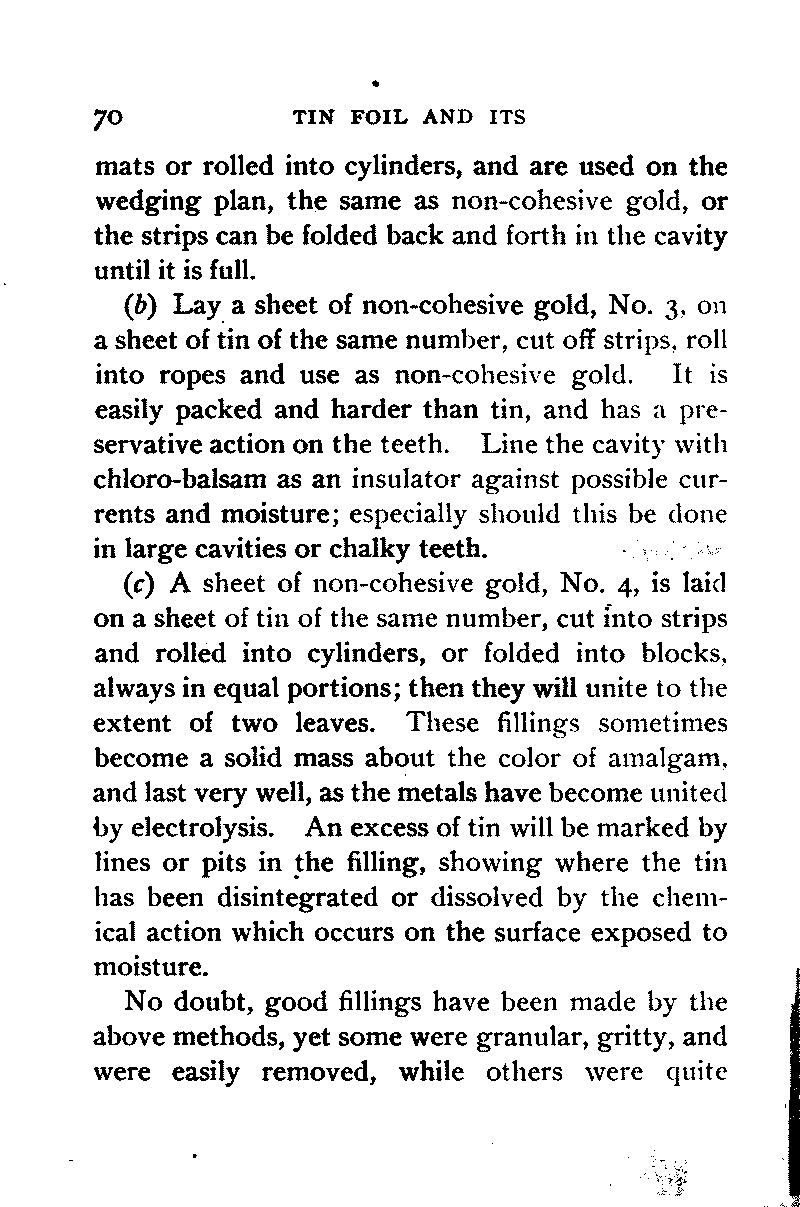 70 TIN FOIL AND ITS
mats or rolled into cylinders, and are used on the
wedging plan, the same as non-cohesive gold, or
the strips can be folded back and forth in the cavity
until it is full.
(b) Lay a sheet of non-cohesive gold, No. 3, on
a sheet of tin of the same number, cut off strips, roll
into ropes and use as non-cohesive gold. It is
easily packed and harder than tin, and has a pre-
servative action on the teeth. Line the cavity with
chloro-balsam as an insulator against possible cur-
rents and moisture; especially should this be done
in large cavities or chalky teeth.
(c) A sheet of non-cohesive gold, No. 4, is laid
on a sheet of tin of the same number, cut into strips
and rolled into cylinders, or folded into blocks,
always in equal portions; then they will unite to the
extent of two leaves. These fillings sometimes
become a solid mass about the color of amalgam,
and last very well, as the metals have become united
by electrolysis. An excess of tin will be marked by
lines or pits in the filling, showing where the tin
has been disintegrated or dissolved by the chem-
ical action which occurs on the surface exposed to
moisture.
No doubt, good fillings have been made by the
above methods, yet some were granular, gritty, and
were easily removed, while others were quite